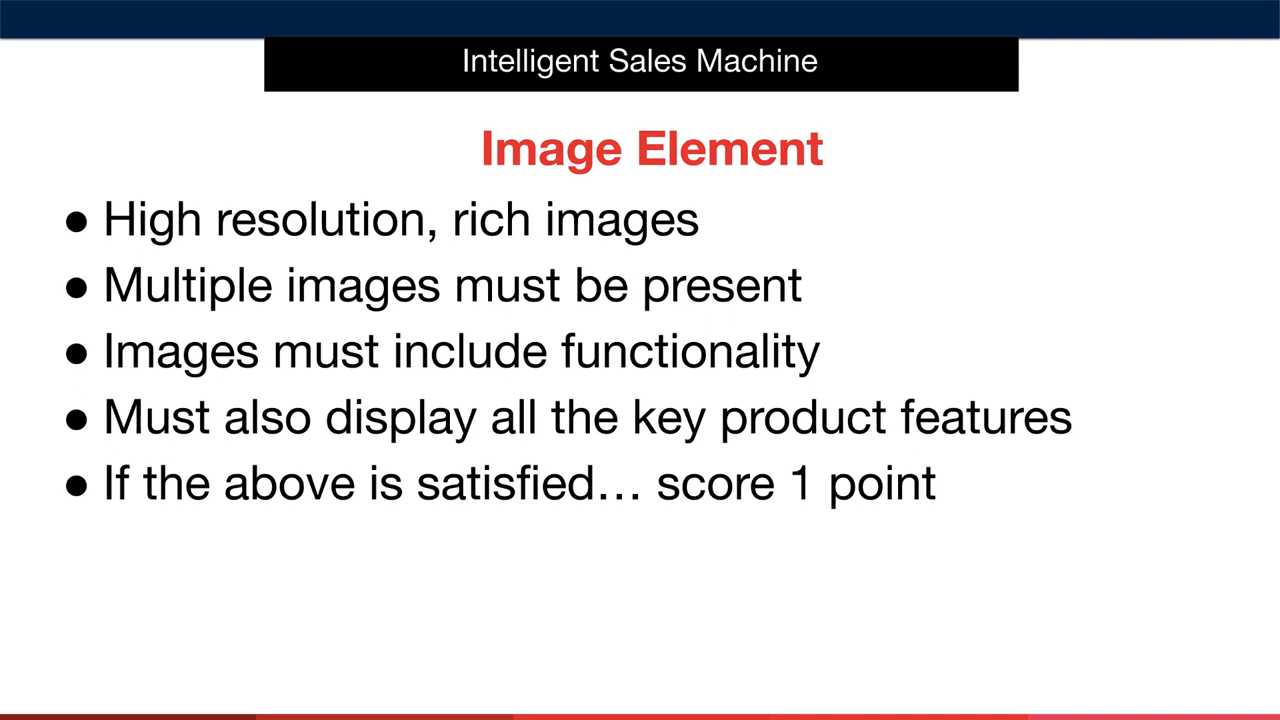 Intelligent Sales Machine
Image Element
● High resolution, rich images
● Multiple images must be present
● Images must include functionality
● Must also display all the key product features
● If the above is satisfied… score 1 point